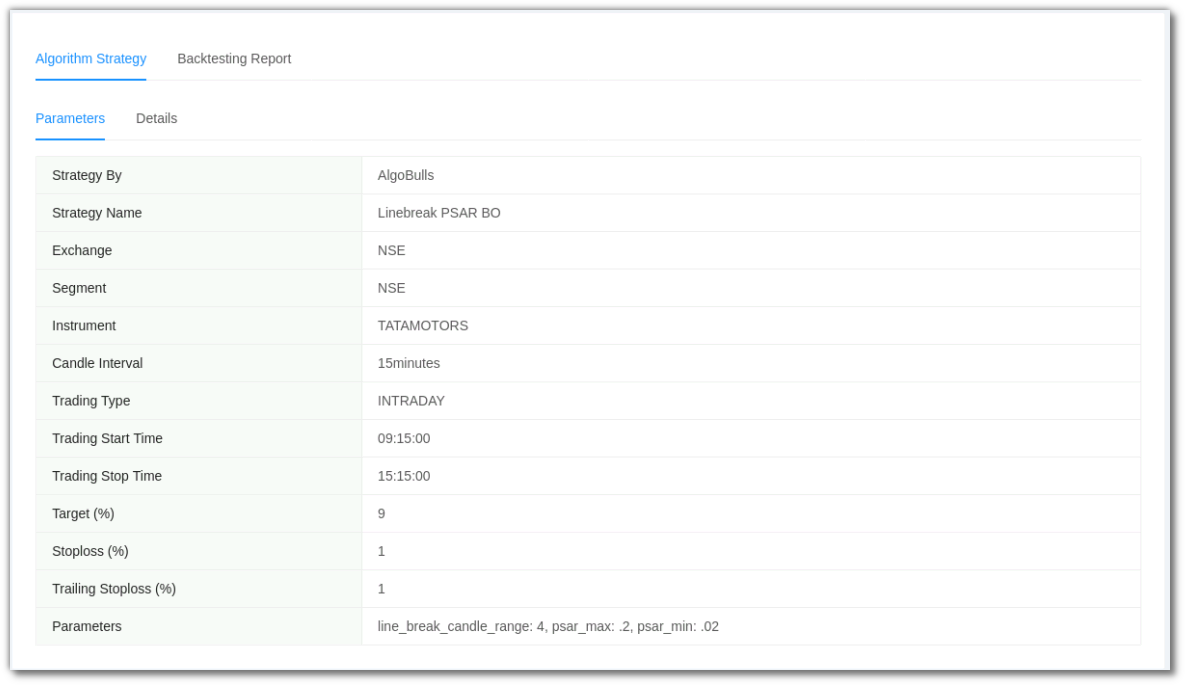 Algorithm Strategy Backtesting Report
Parameters Details
Strategy By AlgoBulls
Strategy Name Linebreak PSAR BO
Exchange NSE
Segment NSE
Instrument TATAMOTORS
Candle Interval 15minutes
Trading Type INTRADAY
Trading Start Time 09:15:00
Trading Stop Time 15:15:00
Target (%) 9
Stoploss (%) 1
Trailing Stoploss (%) 1
Parameters line_break_candle_range: 4, psar_max: .2, psar_min: .02